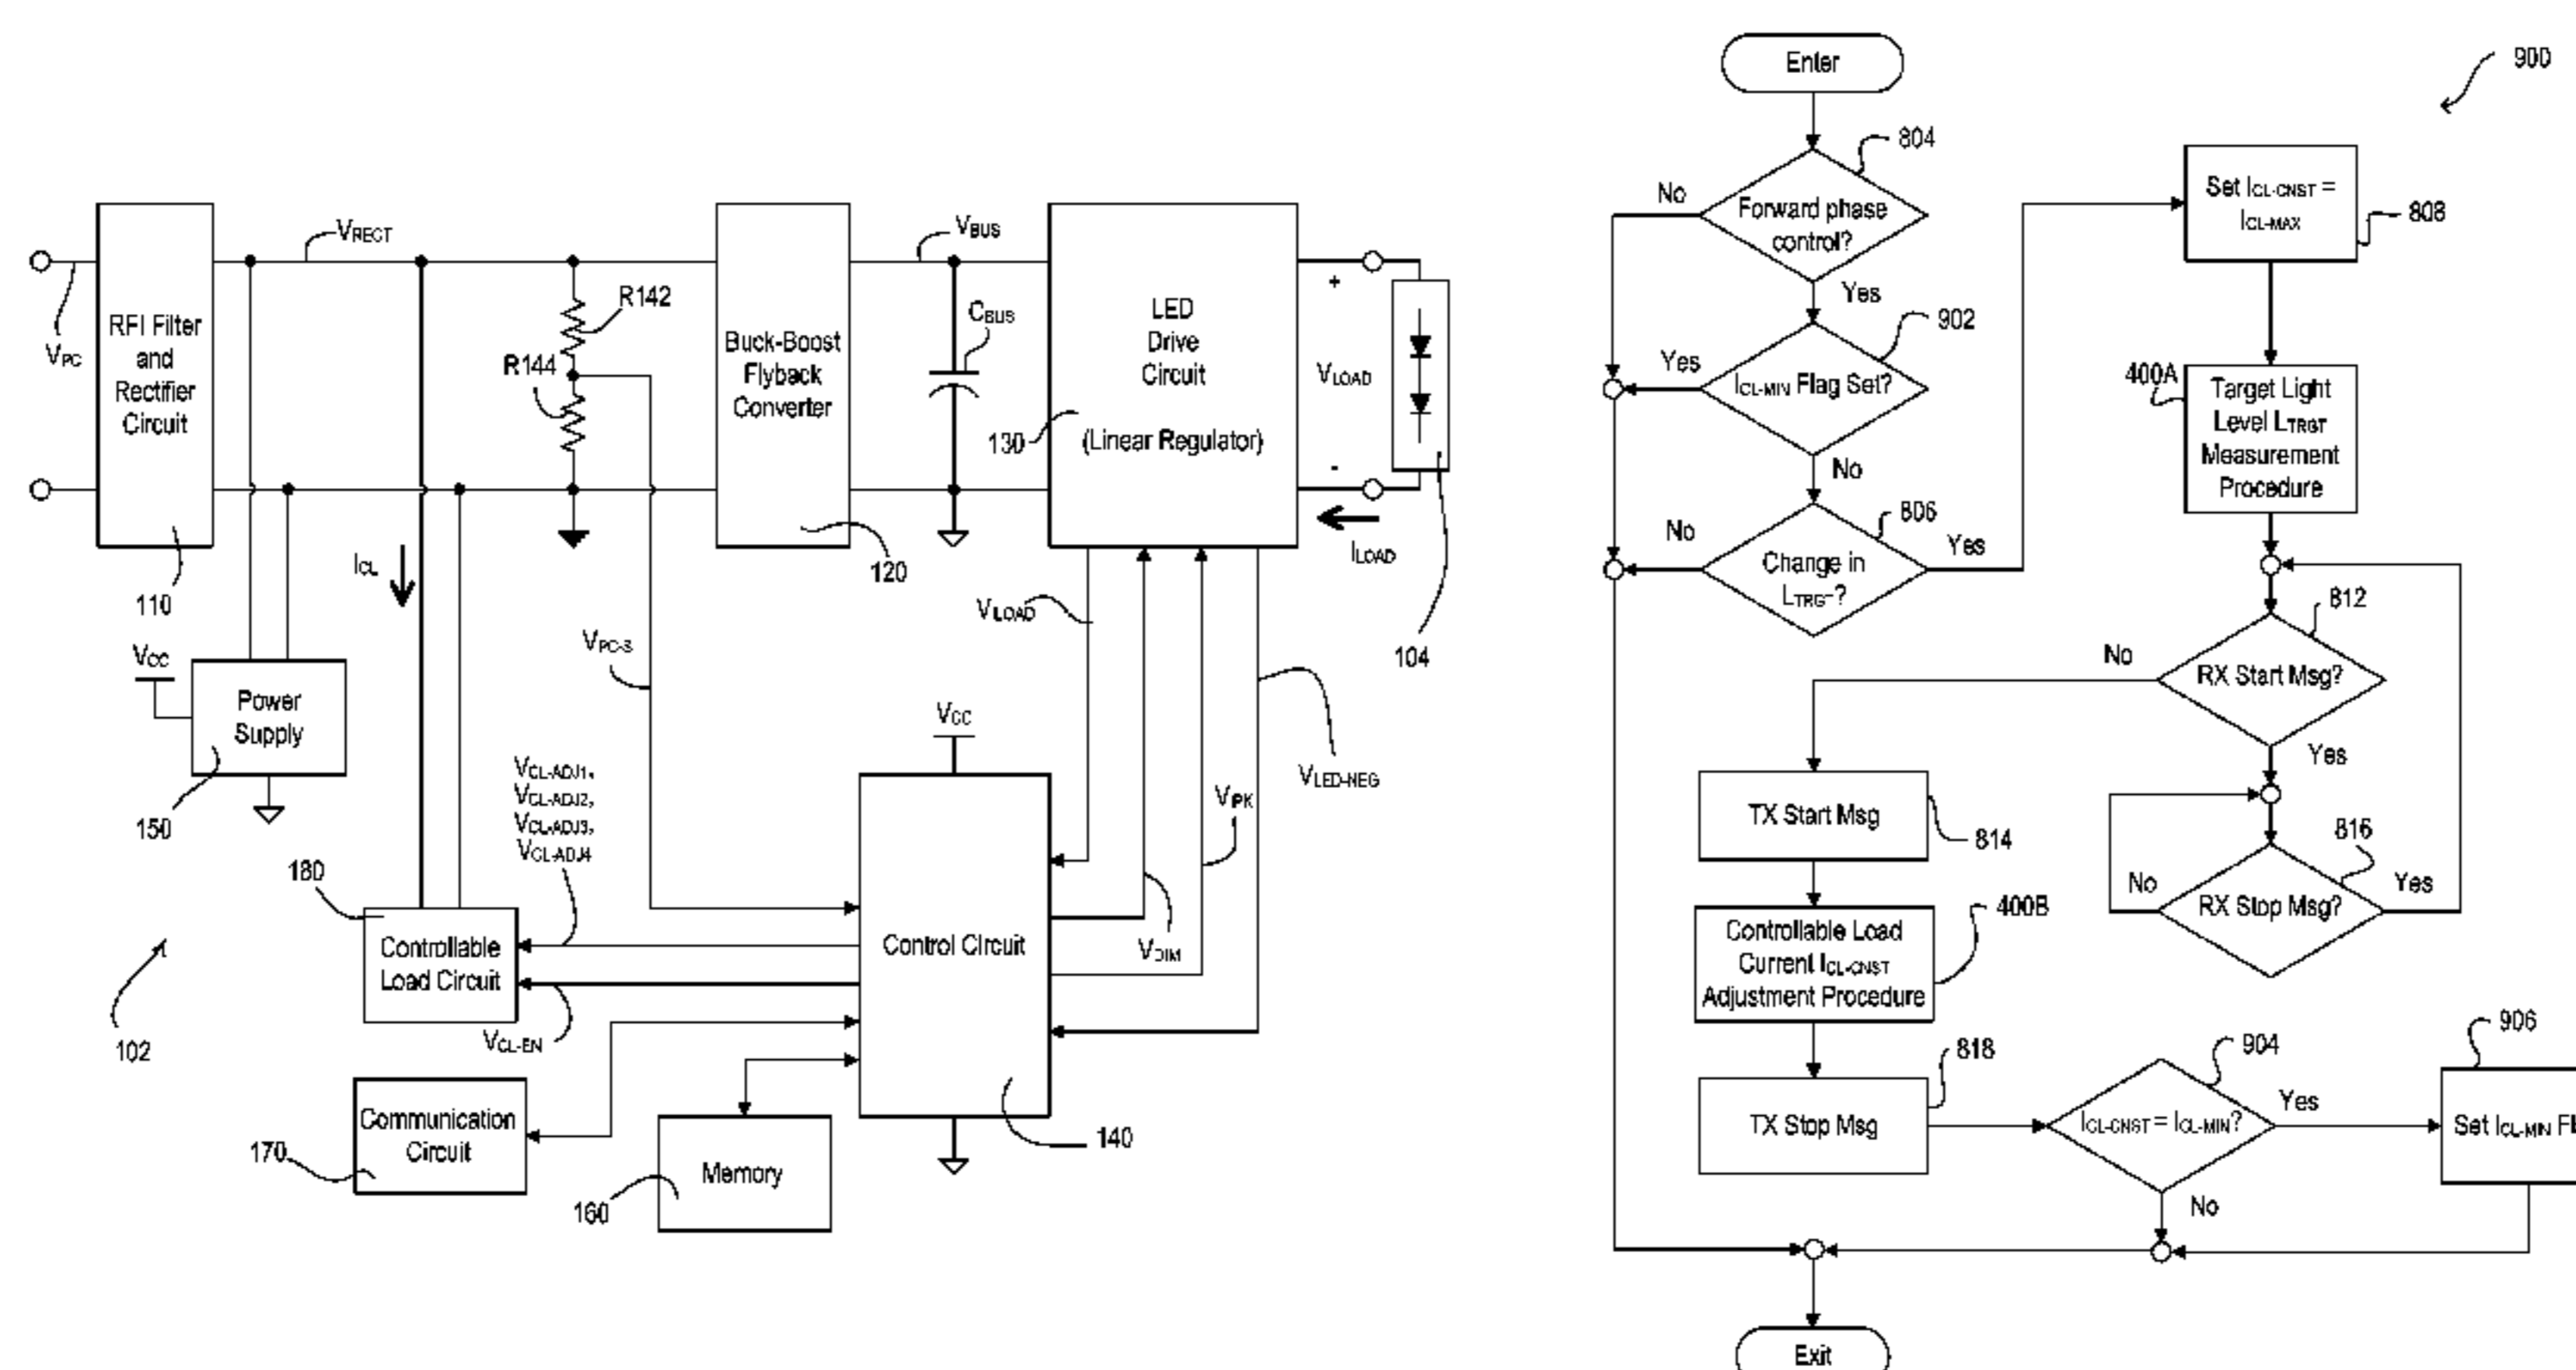 VPC
RFI Filter
and
Rectifier
Circuit
110
VRECT
R142
R144
ICL
Buck-Boost
Flyback
Converter
120
VBUS
CBUS
LED
Drive
Circuit
(Linear Regulator)
130
+
VLOAD
-
ILOAD
104
VCC
Power
Supply
150
VPC-S
VILOAD
VCC
VCL-ADJ1,
VCL-ADJ2,
VCL-ADJ3,
VCL-ADJ4
180
Controllable
Load Circuit
VCL-EN
102
Control Circuit
140
VDIM
VIPK
VLED-NEG
Communication
Circuit
170
Memory
160
900
Enter
804
Forward phase
control?
No
Yes
902
ICL-MIN Flag Set?
Yes
No
806
Change in
LTRGT?
No
Yes
Set ICL-CNST =
ICL-MAX
808
400A
Target Light
Level LTRGT
Measurement
Procedure
812
RX Start Msg?
No
Yes
816
RX Stop Msg?
No
Yes
TX Start Msg
814
Controllable Load
Current ICL-CNST
Adjustment Procedure
400B
TX Stop Msg
818
904
ICL-CNST = ICL-MIN?
Yes
No
906
Set ICL-MIN
Exit